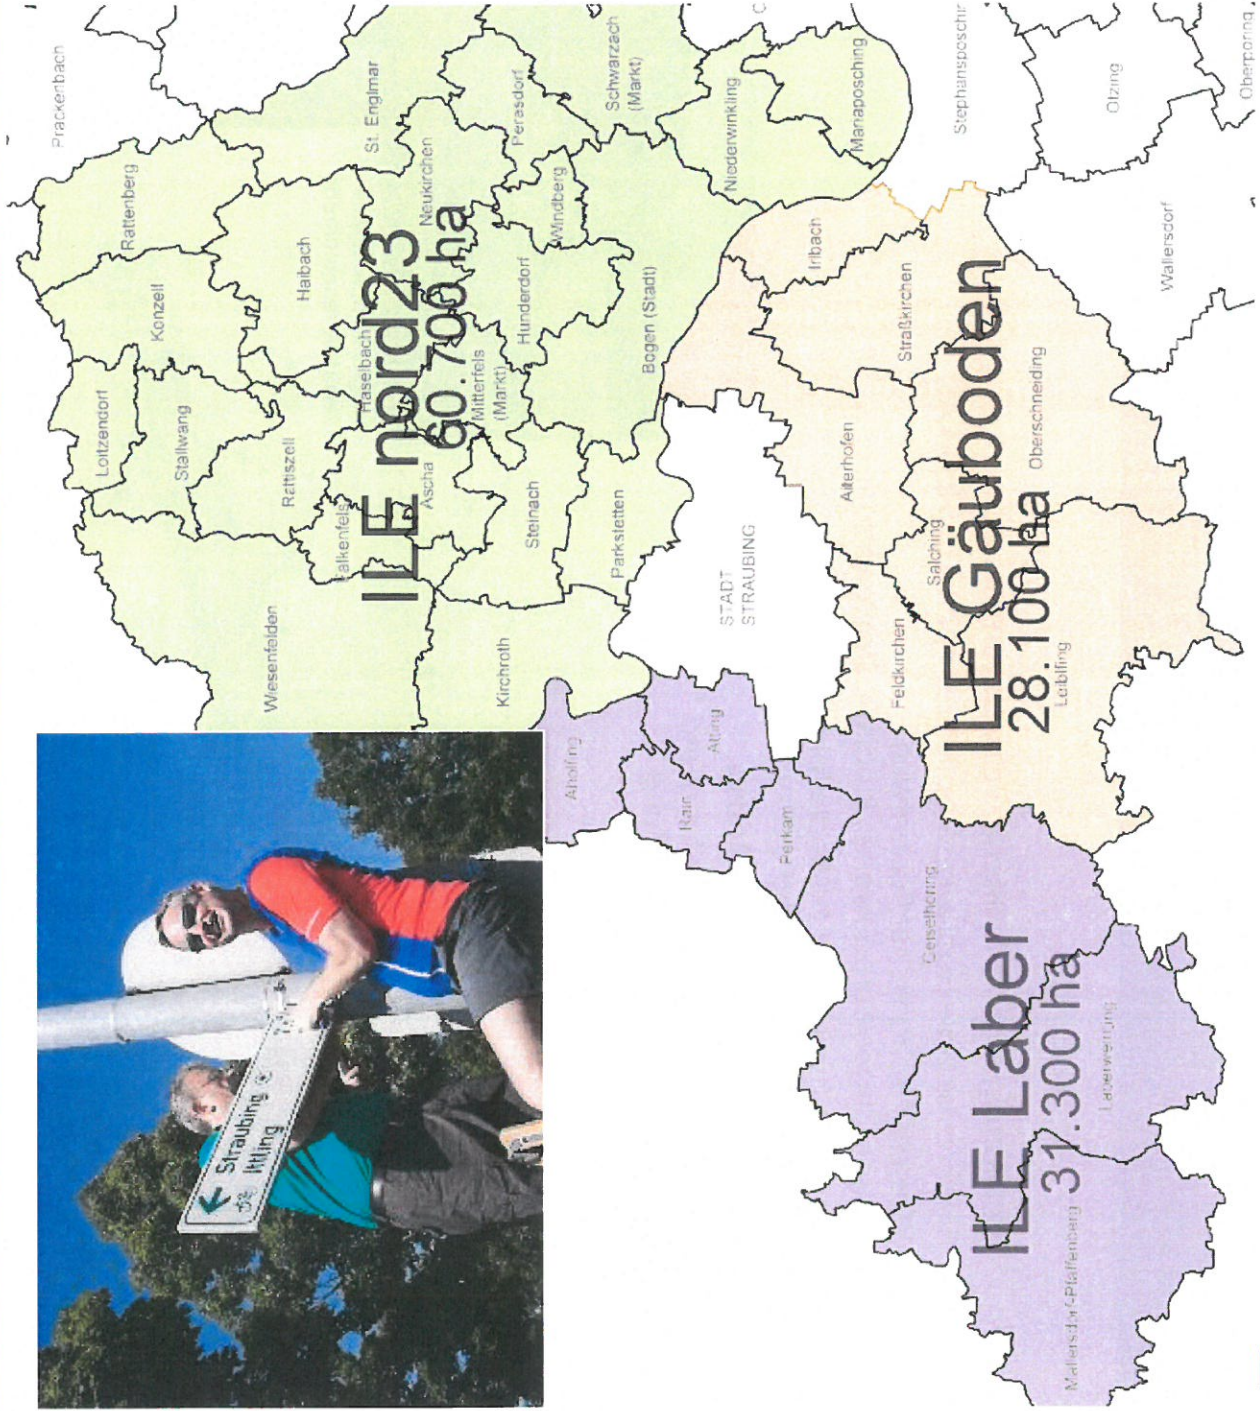 Prackenbach
Loitzendorf
Rattenberg
Konzell
Stallwang
Straubing
Ittling
Wiesenfelden
Rattiszell
Haibach
Falkenfels
Haselbach
St. Englmar
ILE nord23
60.700 ha
Ascha
Neukirchen
Mitterfels
(Markt)
Kirchroth
Perasdorf
Hunderdorf
Steinach
Windberg
Aholfing
Schwarzach
(Markt)
Parkstetten
Bogen (Stadt)
Rain
Atting
STADT
STRAUBING
Niederwinkling
Perkam
Irlbach
Aiterhofen
Mariaposching
Feldkirchen
Straßkirchen
Geiselhöring
Salching
Stephansposchir
ILE Gäuboden
28.100 ha
ILE Laber
31.300 ha
Oberschneiding
Leiblfing
Mallersdorf-Pfaffenberg
Laberweinting
Otzing
Wallersdorf